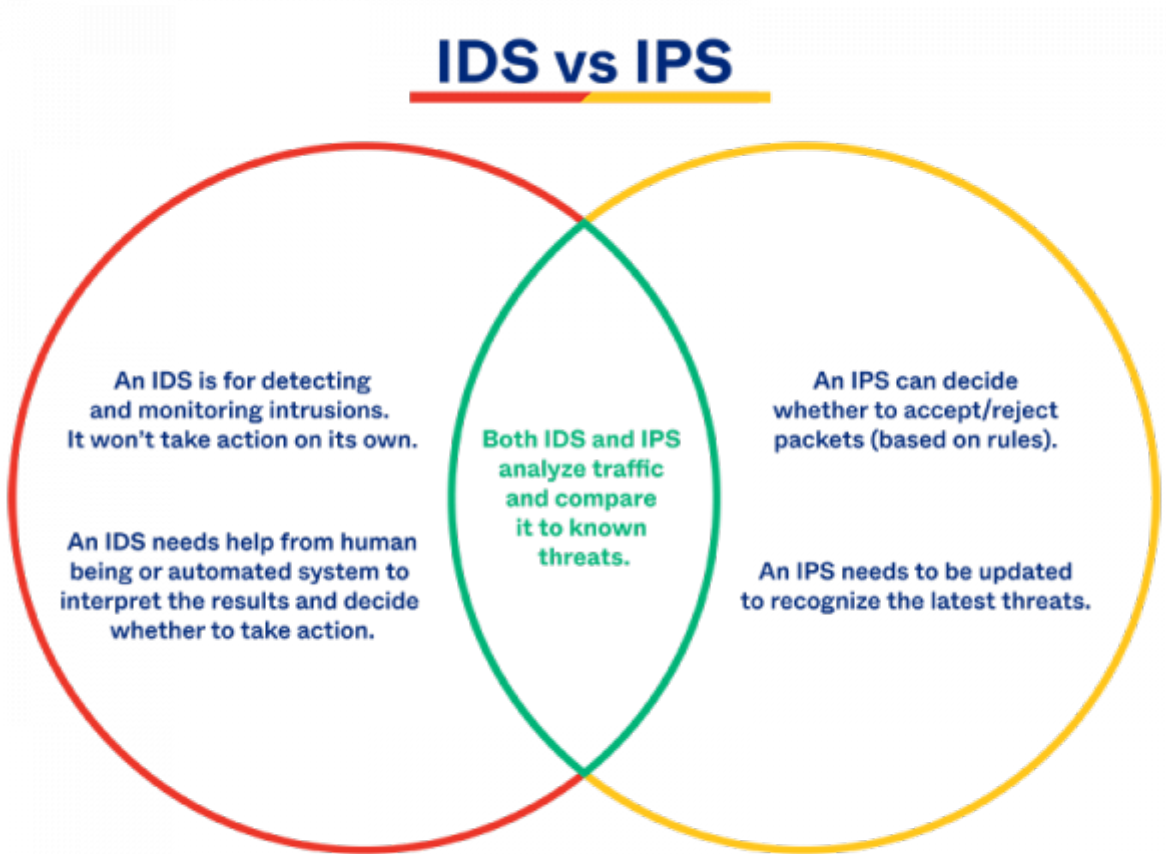 IDS vs IPS
An IDS is for detecting
and monitoring intrusions.
It won't take action on its own.
An IDS needs help from human
being or automated system to
interpret the results and decide
whether to take action.
Both IDS and IPS
analyze traffic
and compare
it to known
threats.
An IPS can decide
whether to accept/reject
packets (based on rules).
An IPS needs to be updated
to recognize the latest threats.